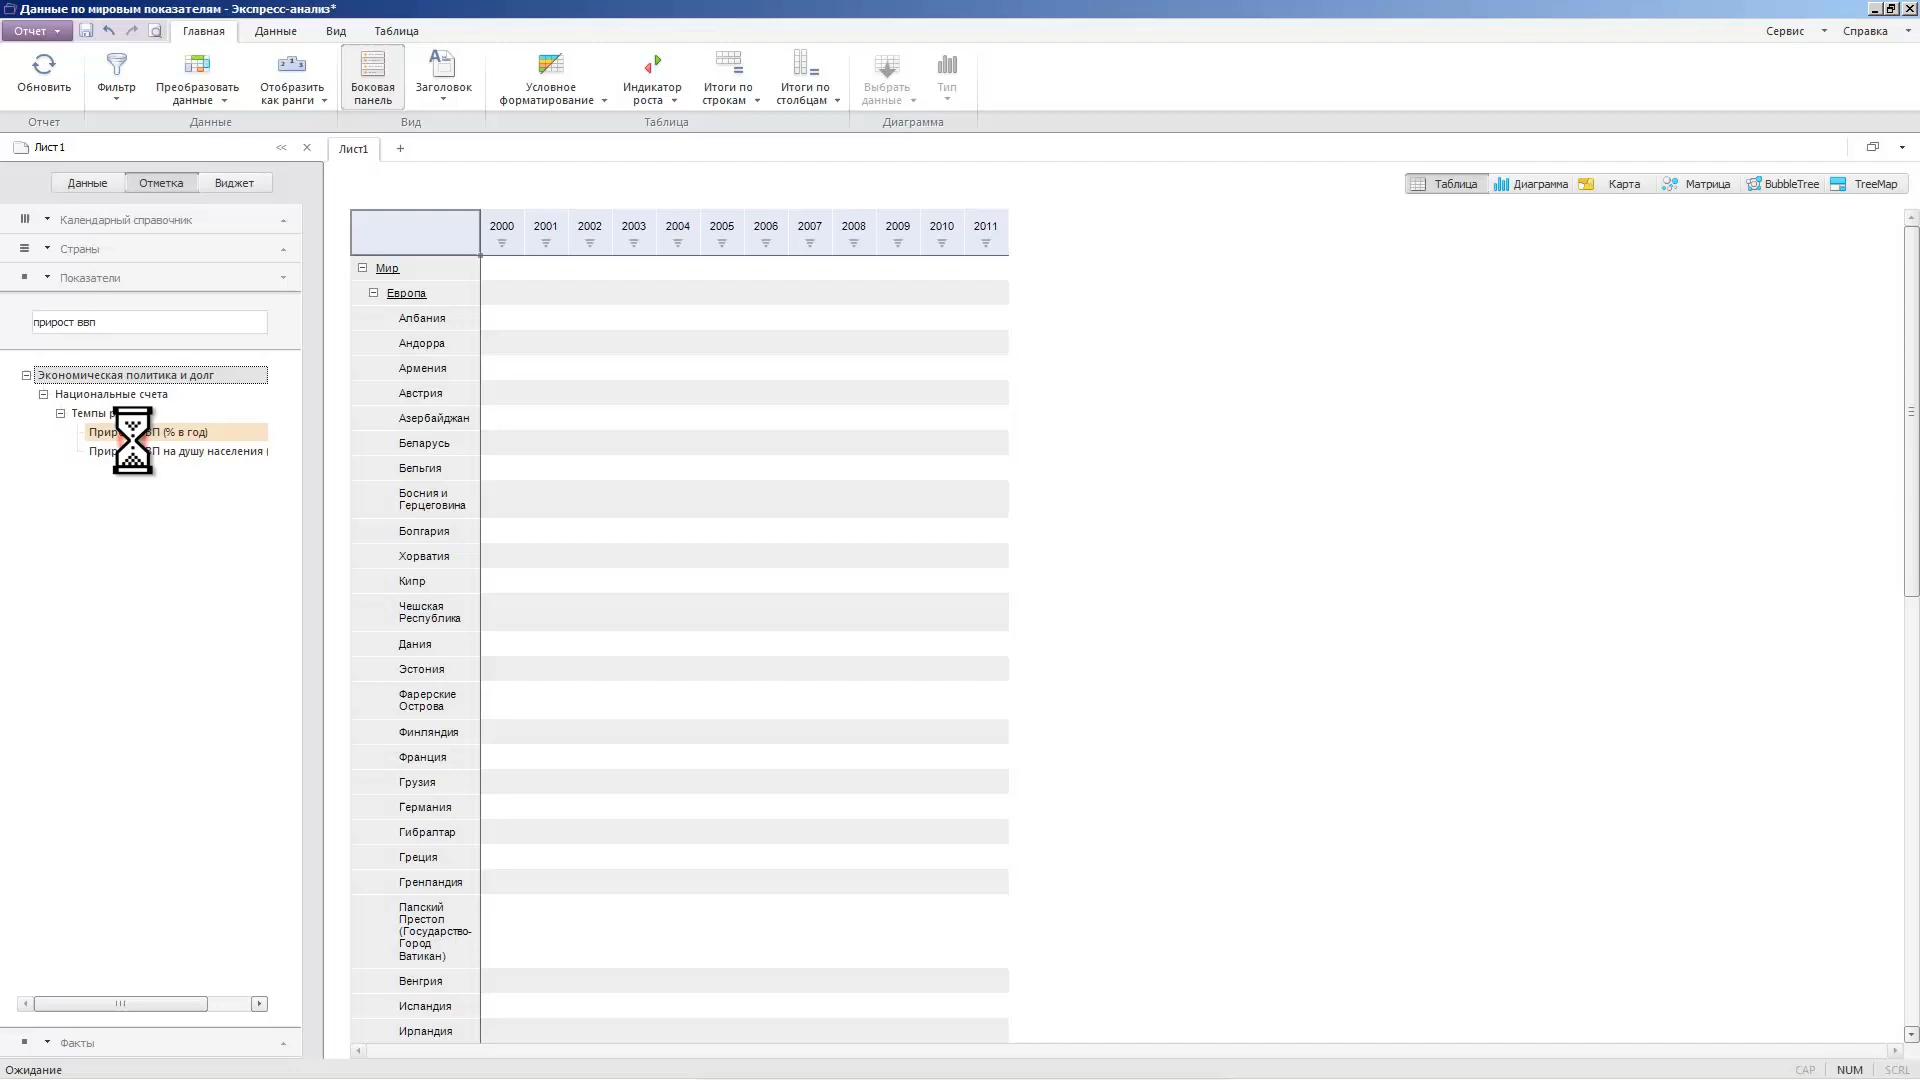 Данные по мировым показателям - Экспресс-анализ*
Отчет
Главная
Данные
Вид
Таблица
Сервис
Справка
Обновить
Фильтр
Преобразовать
данные
Отобразить
как ранги
Боковая
панель
Заголовок
Условное
форматирование
Индикатор
роста
Итоги по
строкам
Итоги по
столбцам
Выбрать
данные
Тип
Отчет
Данные
Вид
Таблица
Диаграмма
Лист1
<<
Лист1
+
Данные
Отметка
Виджет
Таблица
Диаграмма
Карта
Матрица
BubbleTree
TreeMap
Календарный справочник
Страны
Показатели
прирост ввп
Экономическая политика и долг
Национальные счета
Темпы
(% в год)
на душу населения (
Факты
2000 2001 2002 2003 2004 2005 2006 2007 2008 2009 2010 2011
Мир
Европа
Албания
Андорра
Армения
Австрия
Азербайджан
Беларусь
Бельгия
Босния и
Герцеговина
Болгария
Хорватия
Кипр
Чешская
Республика
Дания
Эстония
Фарерские
Острова
Финляндия
Франция
Грузия
Германия
Гибралтар
Греция
Гренландия
Папский
Престол
(Государство-
Город
Ватикан)
Венгрия
Исландия
Ирландия
Ожидание
CAP
NUM
SCRL